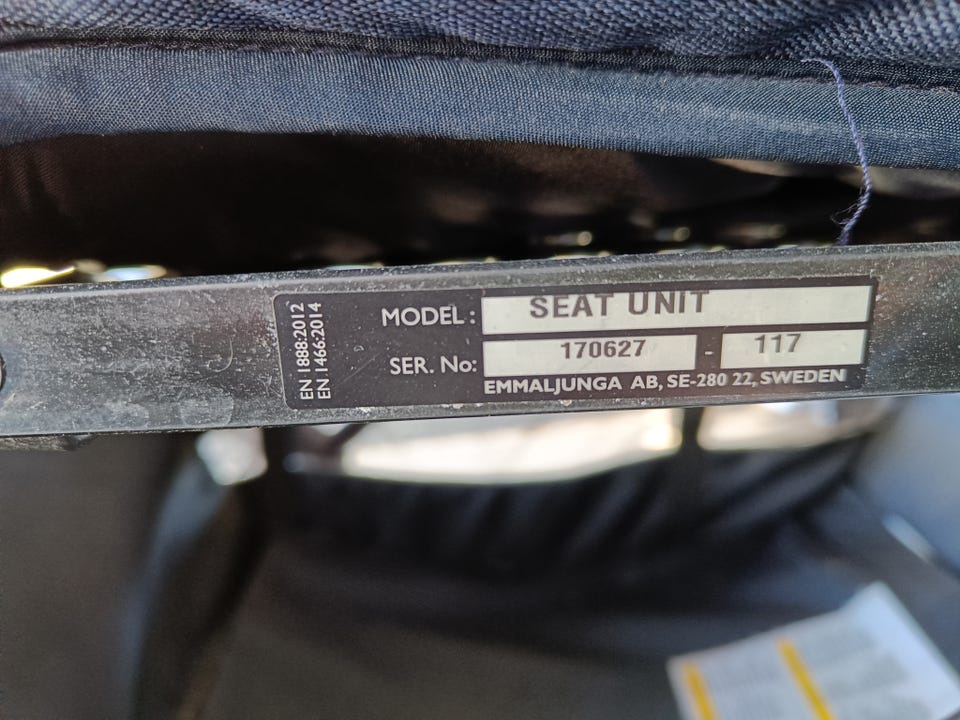 EN 1888:2012
EN 1466:2014
MODEL: SEAT UNIT
SER. No: 170627 - 117
EMMALJUNGA AB, SE-280 22, SWEDEN